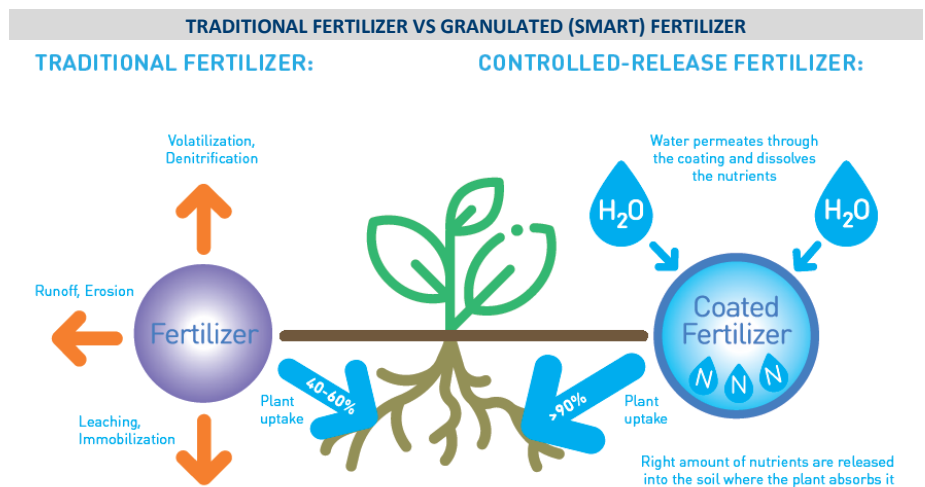 TRADITIONAL FERTILIZER VS GRANULATED (SMART) FERTILIZER
TRADITIONAL FERTILIZER:
Volatilization,
Denitrification
Runoff, Erosion
Fertilizer
Leaching,
Immobilization
40-60%
Plant
uptake
CONTROLLED-RELEASE FERTILIZER:
Water permeates through
the coating and dissolves
the nutrients
H₂O
H₂O
Coated
Fertilizer
N N N
>90%
Plant
uptake
Right amount of nutrients are released
into the soil where the plant absorbs it